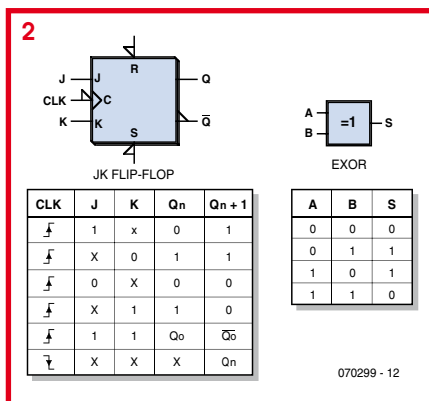 2
R
J J Q
CLK C
K K Q̅
S
JK FLIP-FLOP
A
B =1 S
EXOR
CLK J K Qn Qn + 1
1 x 0 1
X 0 1 1
0 X 0 0
X 1 1 0
1 1 Qo Q̅o̅
X X X Qn
A B S
0 0 0
0 1 1
1 0 1
1 1 0
070299 - 12